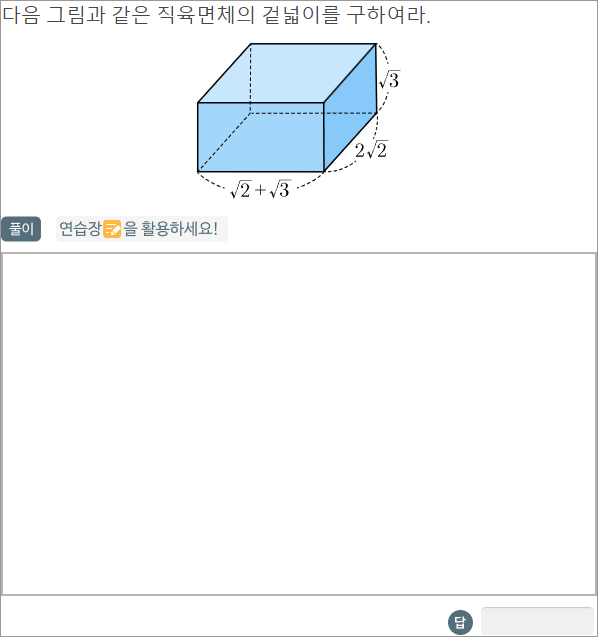 다음 그림과 같은 직육면체의 겉넓이를 구하여라.
√3
2√2
√2+√3
풀이 연습장을 활용하세요!
답